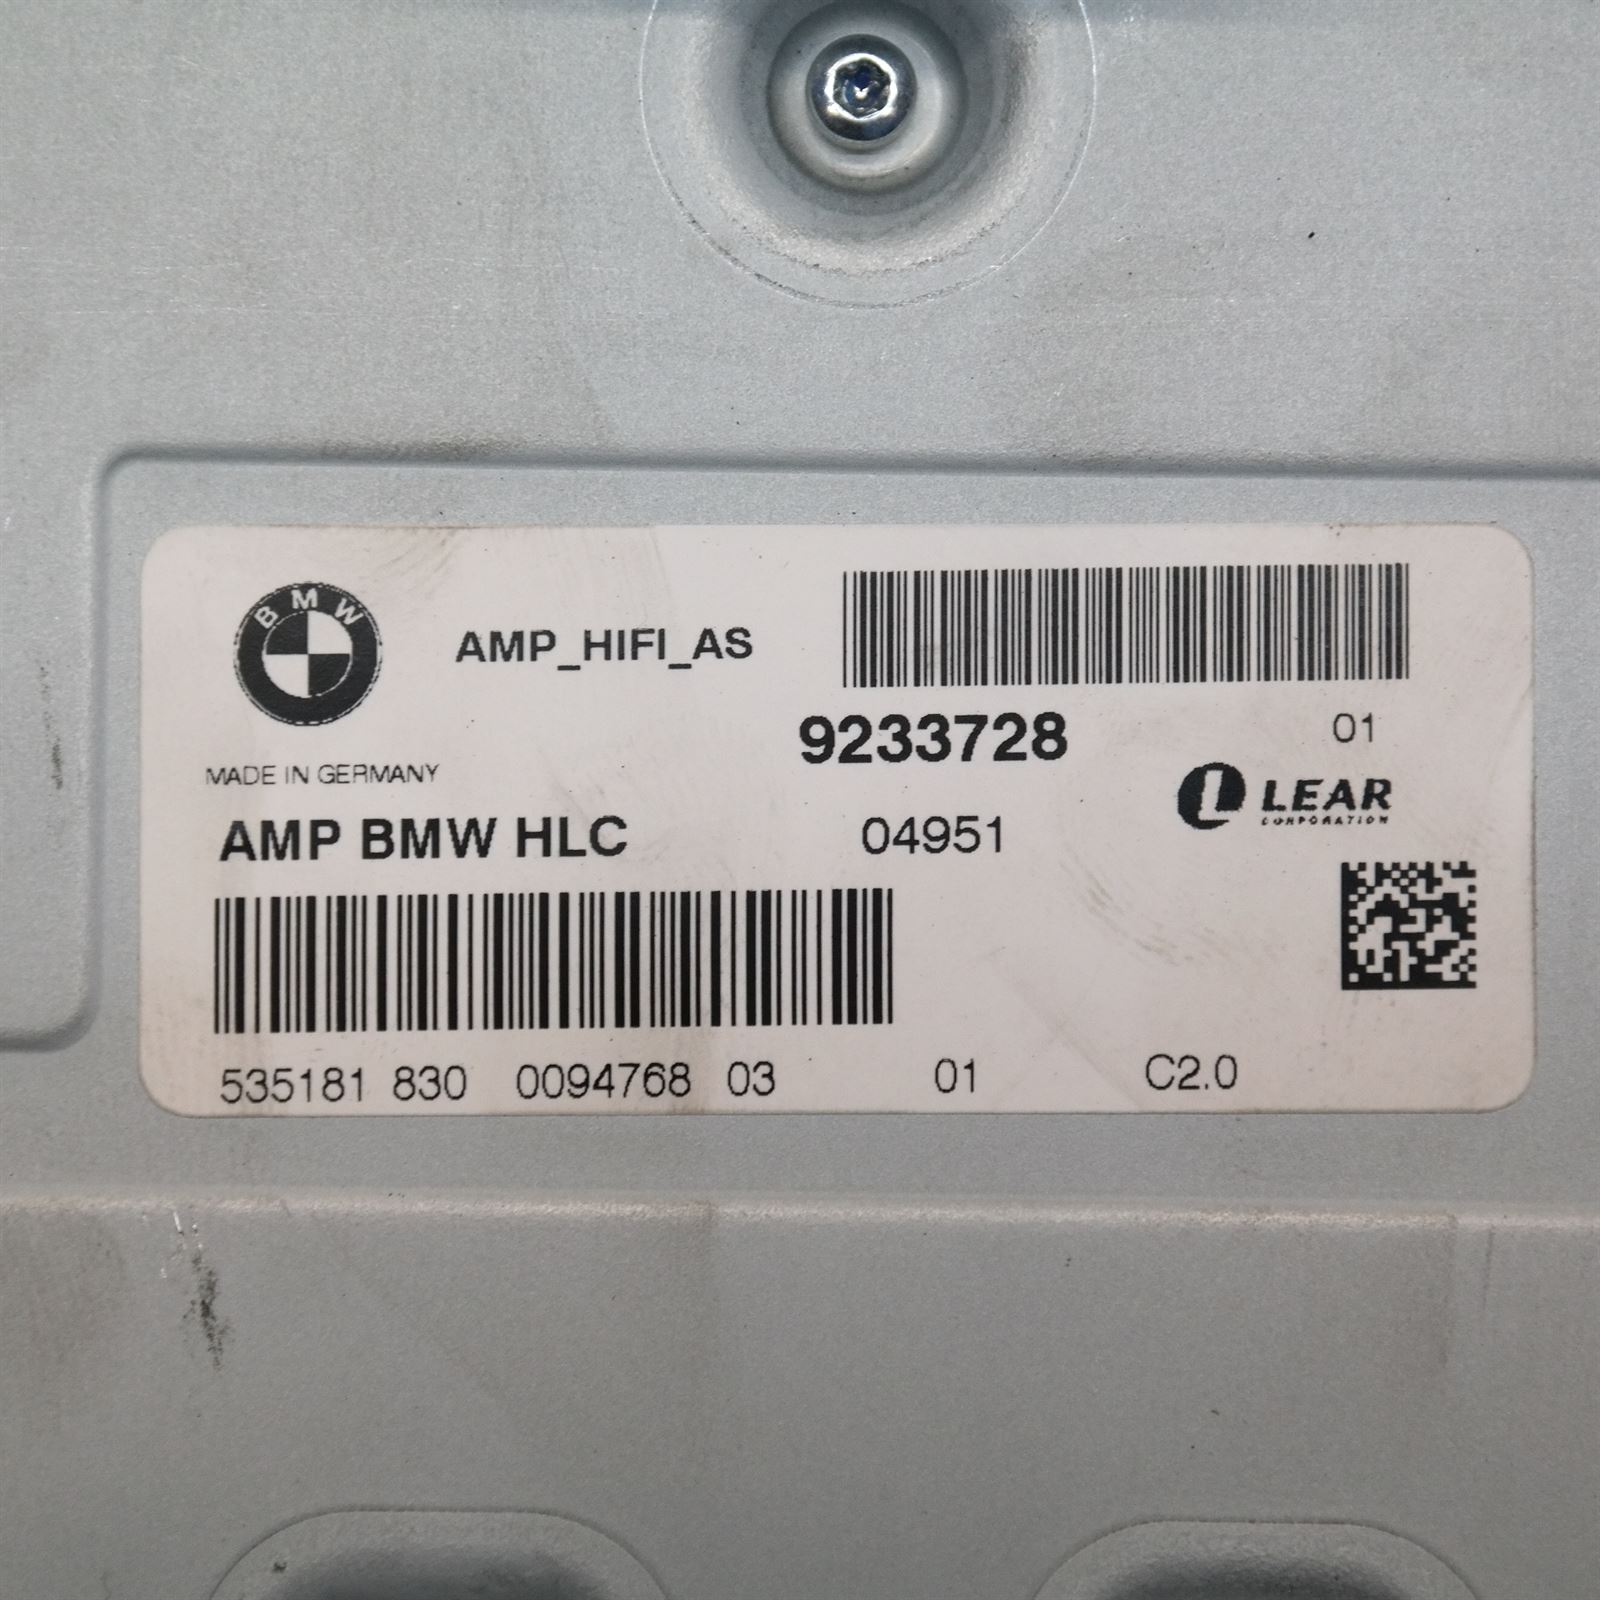 BMW
AMP_HIFI_AS
9233728 01
MADE IN GERMANY
LEAR
CORPORATION
AMP BMW HLC 04951
535181 830 0094768 03 01 C2.0